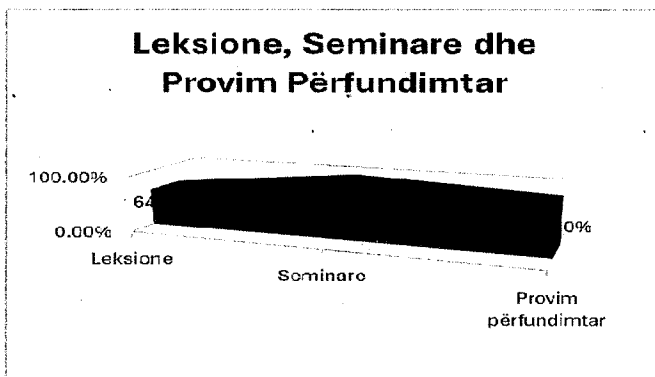 Leksione, Seminare dhe
Provim Përfundimtar
100.00%
64
0%
0.00%
Leksione
Seminare
Provim
përfundimtar